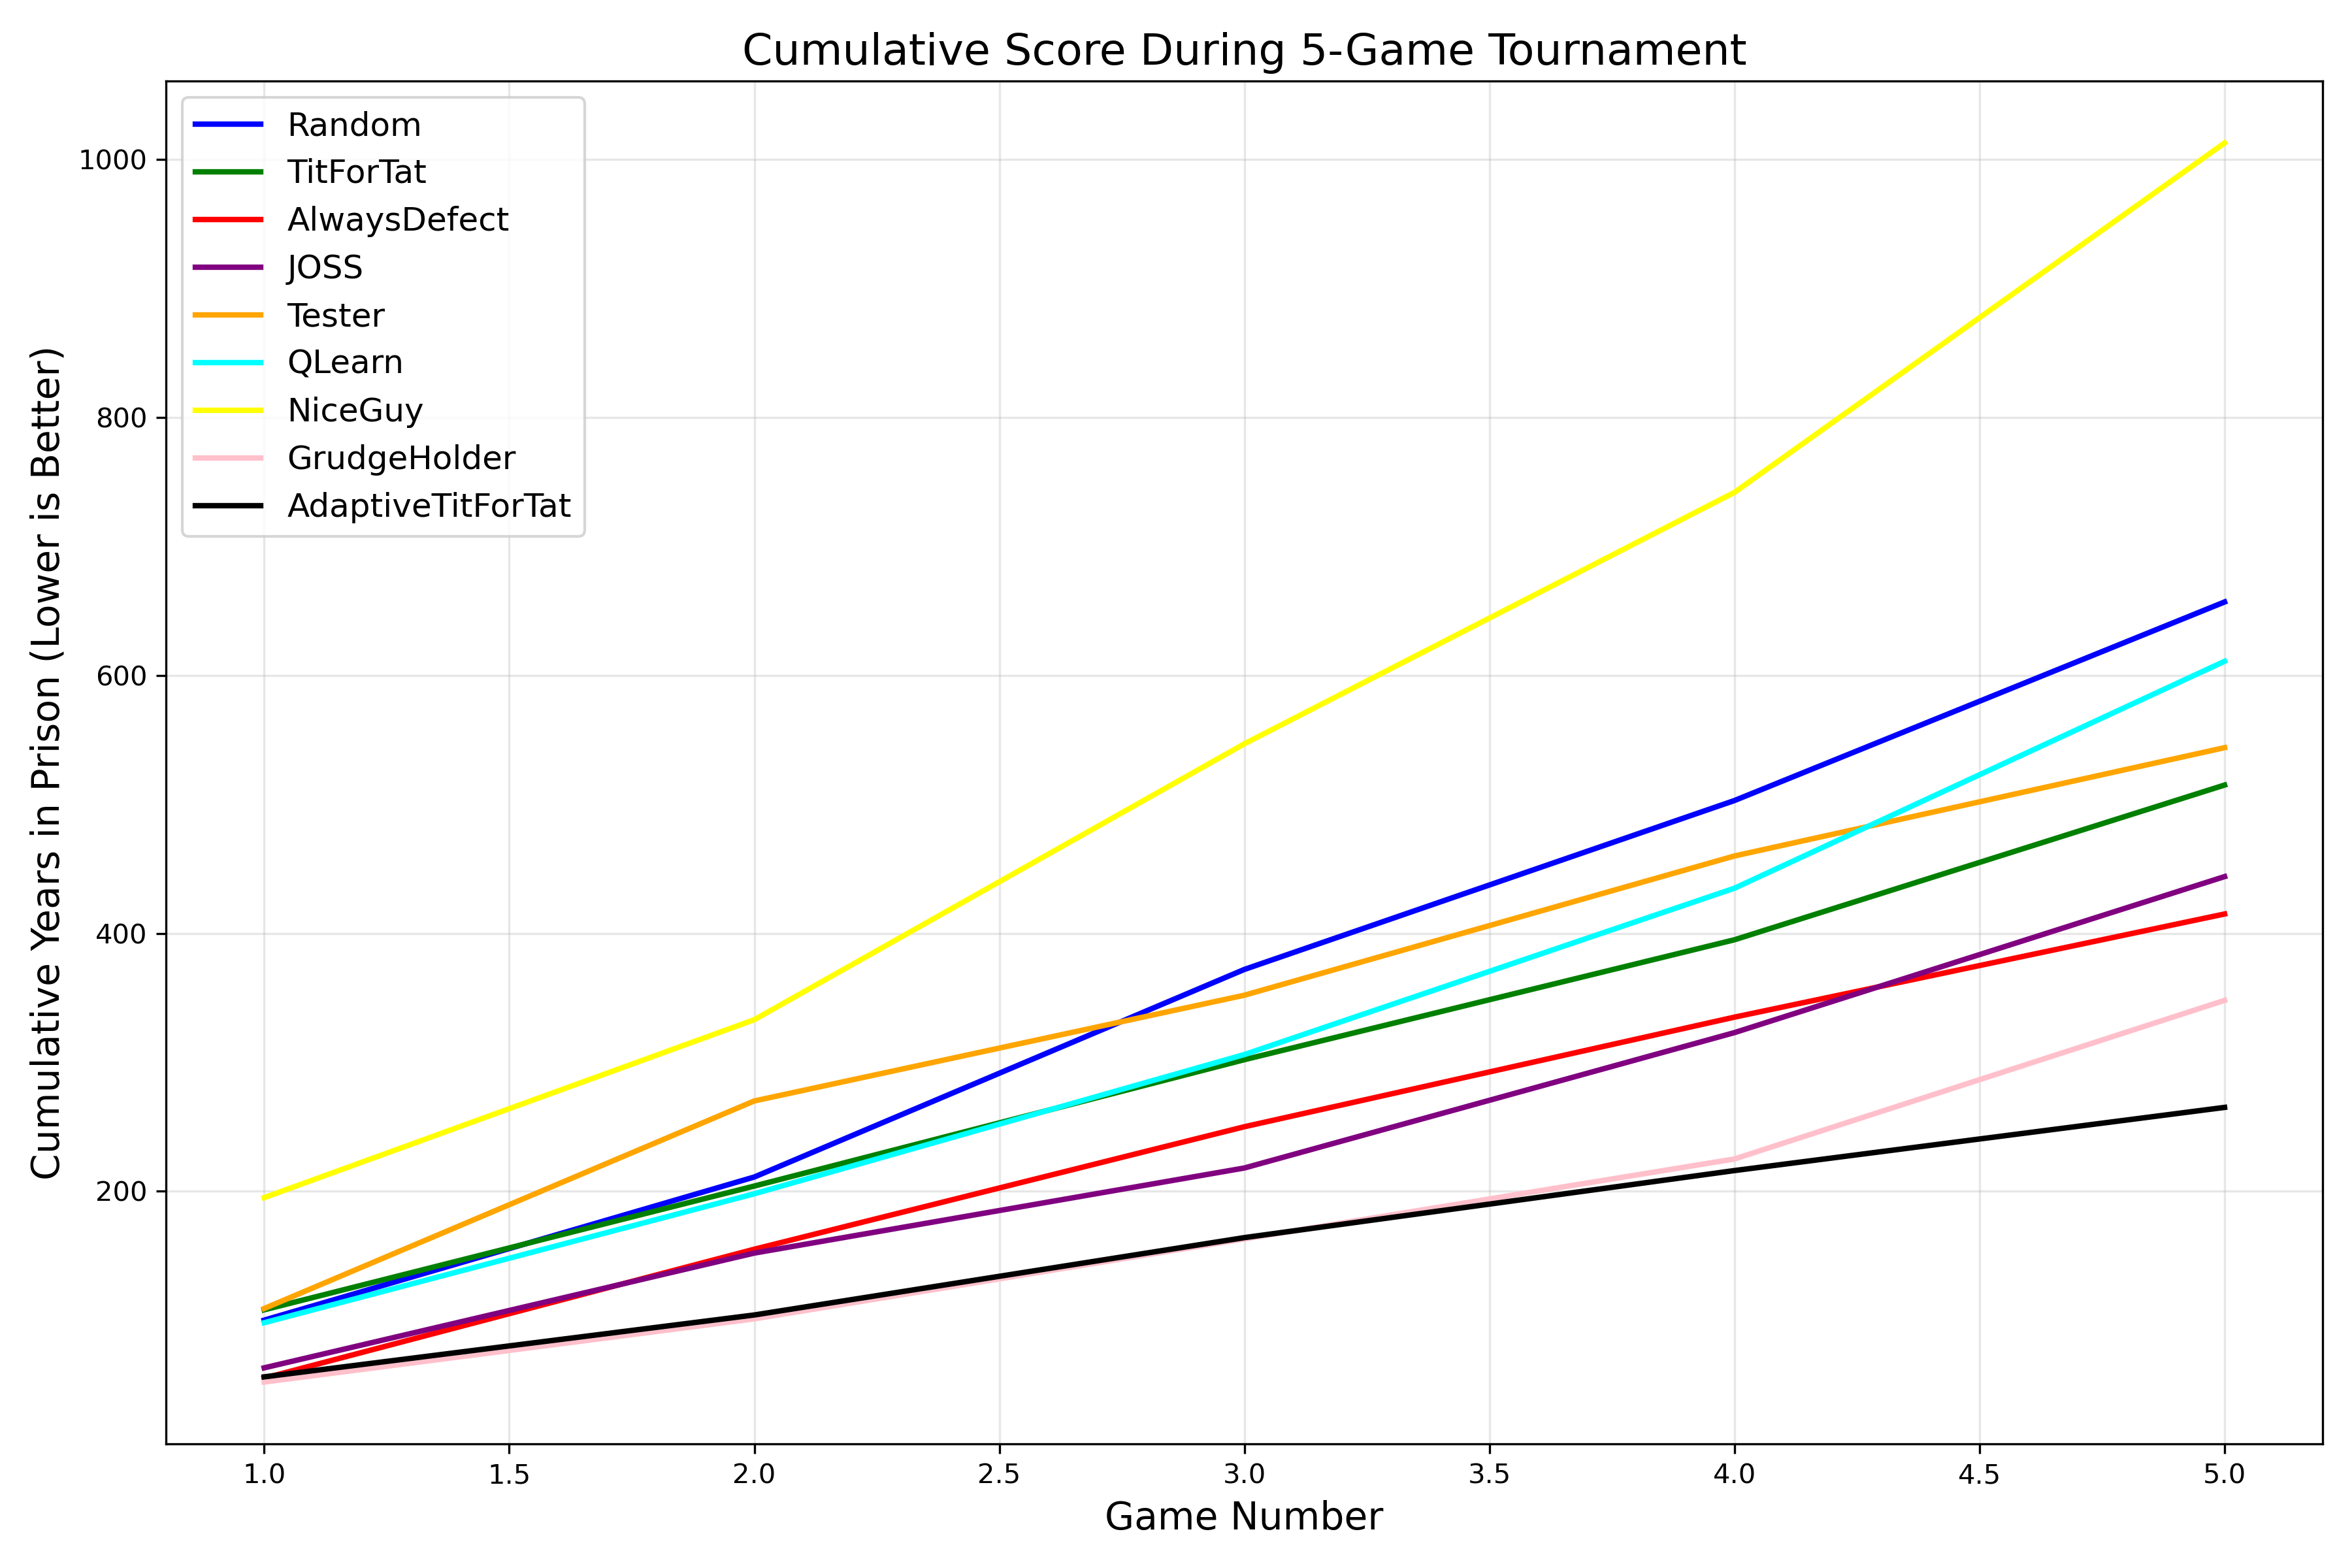 Cumulative Score During 5-Game Tournament
Cumulative Years in Prison (Lower is Better)
1000
800
600
400
200
Random
TitForTat
AlwaysDefect
JOSS
Tester
QLearn
NiceGuy
GrudgeHolder
AdaptiveTitForTat
1.0 1.5 2.0 2.5 3.0 3.5 4.0 4.5 5.0
Game Number